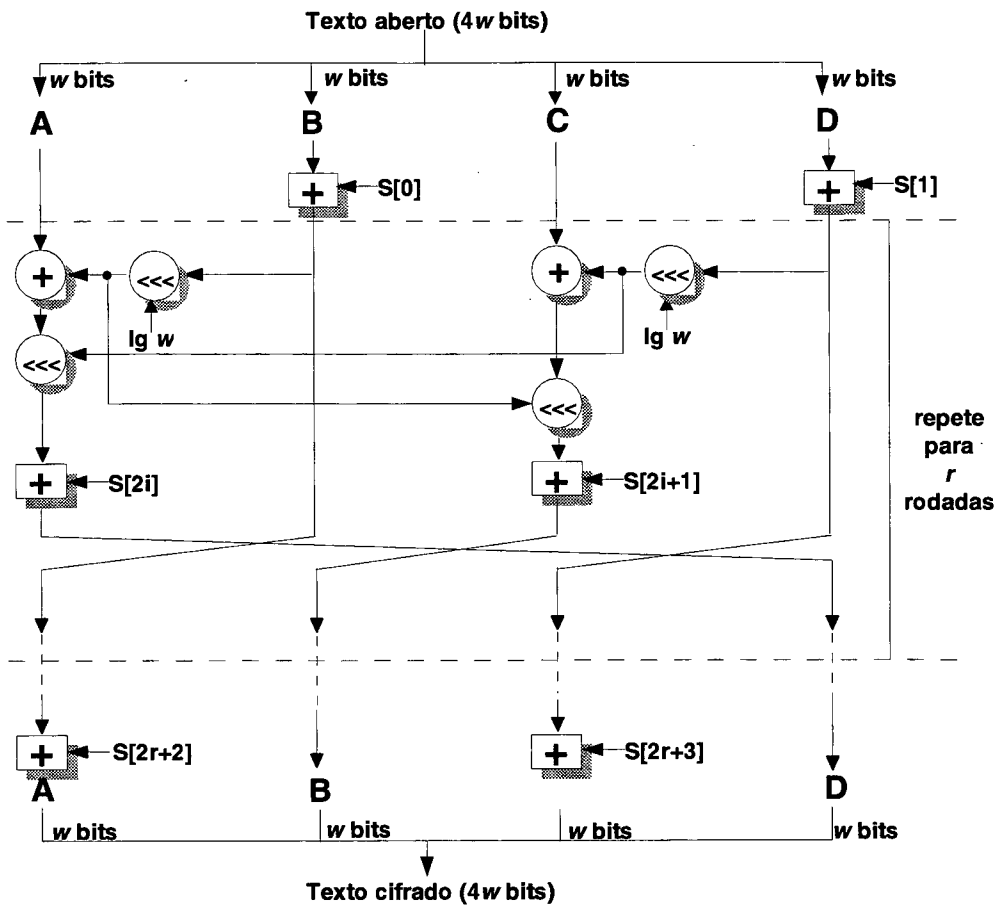 Texto aberto (4w bits)
w bits w bits w bits w bits
A B C D
+ S[0] + S[1]
+ <<< + <<<
lg w lg w
<<<
<<<
+ S[2i] + S[2i+1]
repete
para
r
rodadas
+ S[2r+2] + S[2r+3]
A B D
w bits w bits w bits w bits
Texto cifrado (4w bits)